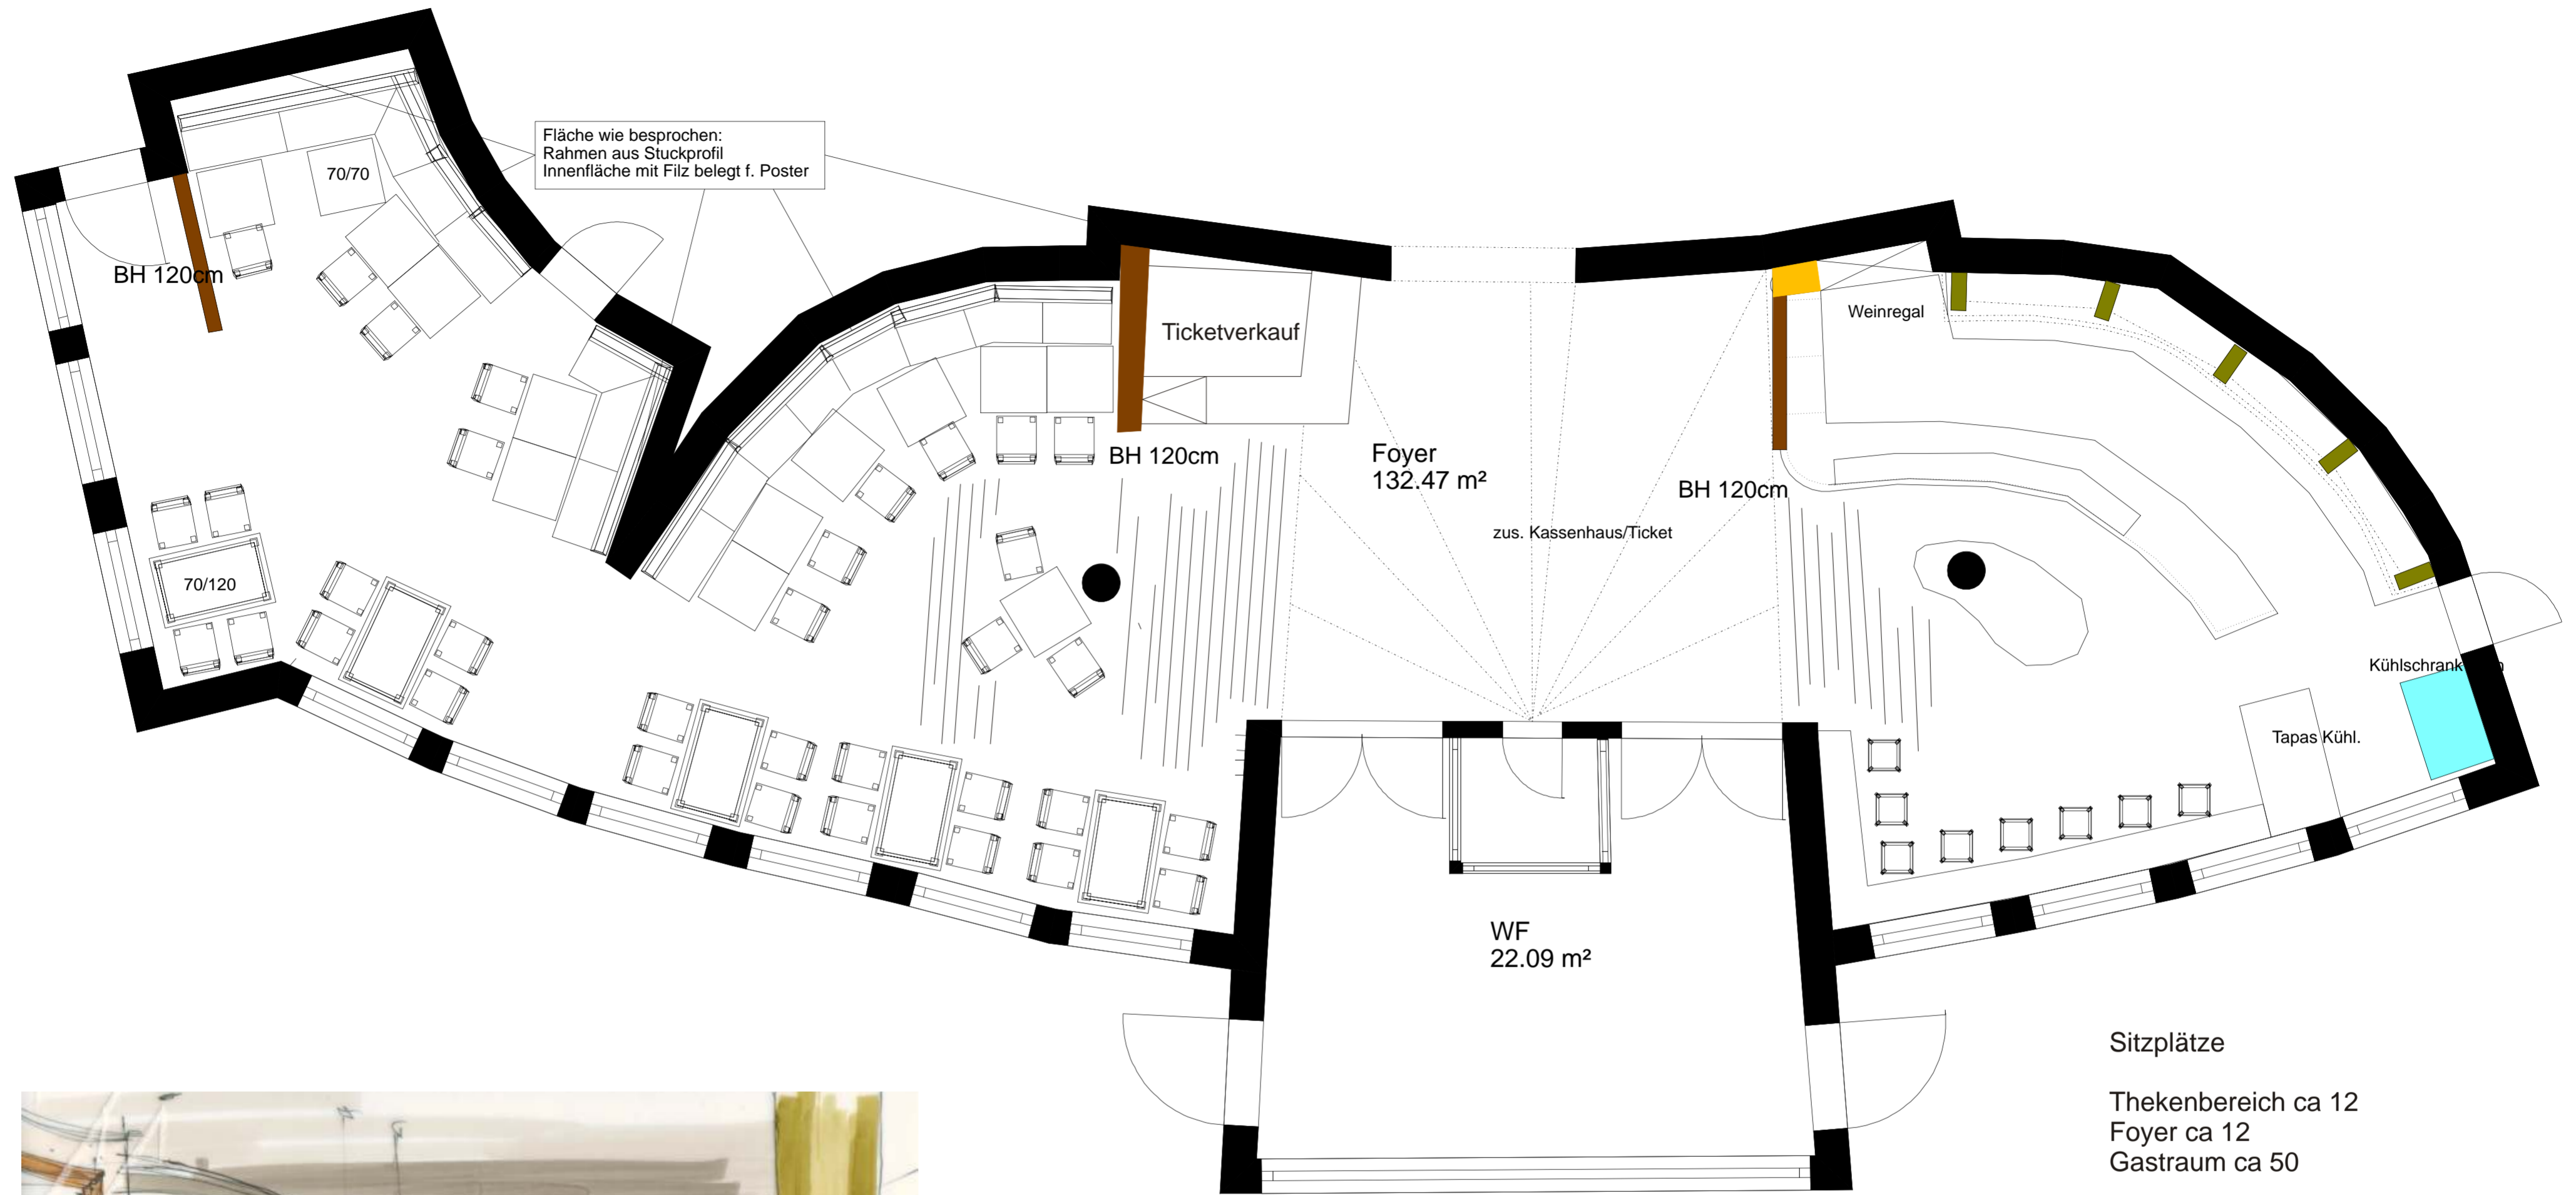 Fläche wie besprochen:
Rahmen aus Stuckprofil
Innenfläche mit Filz belegt f. Poster
70/70
BH 120cm
Ticketverkauf
Weinregal
BH 120cm
Foyer
132.47 m²
BH 120cm
zus. Kassenhaus/Ticket
70/120
Kühlschrank
Tapas Kühl.
WF
22.09 m²
Sitzplätze
Thekenbereich ca 12
Foyer ca 12
Gastraum ca 50